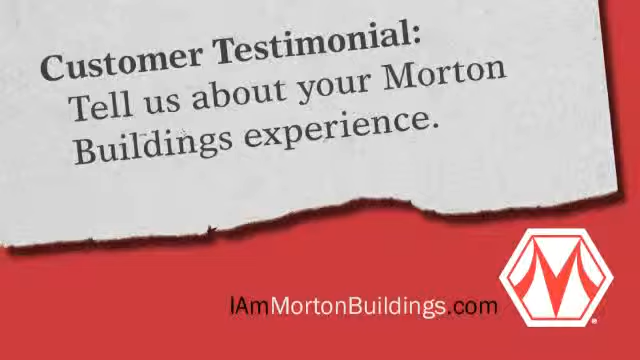 Customer Testimonial:
Tell us about your Morton
Buildings experience.
IAmMortonBuildings.com